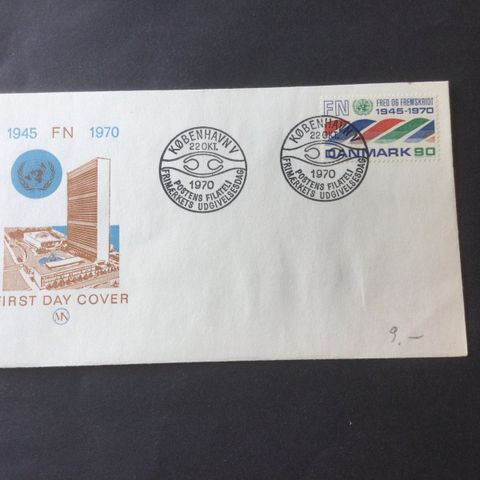 1945 FN 1970
FIRST DAY COVER
KØBENHAVN V
22 OKT.
1970
POSTENS FILATELI
(FRIMÆRKETS UDGIVELSESDAG)
KØBENHAVN V
22 OKT.
1970
POSTENS FILATELI
(FRIMÆRKETS UDGIVELSESDAG)
FN FRED OG FREMSKRIDT
1945-1970
DANMARK 90
9,-